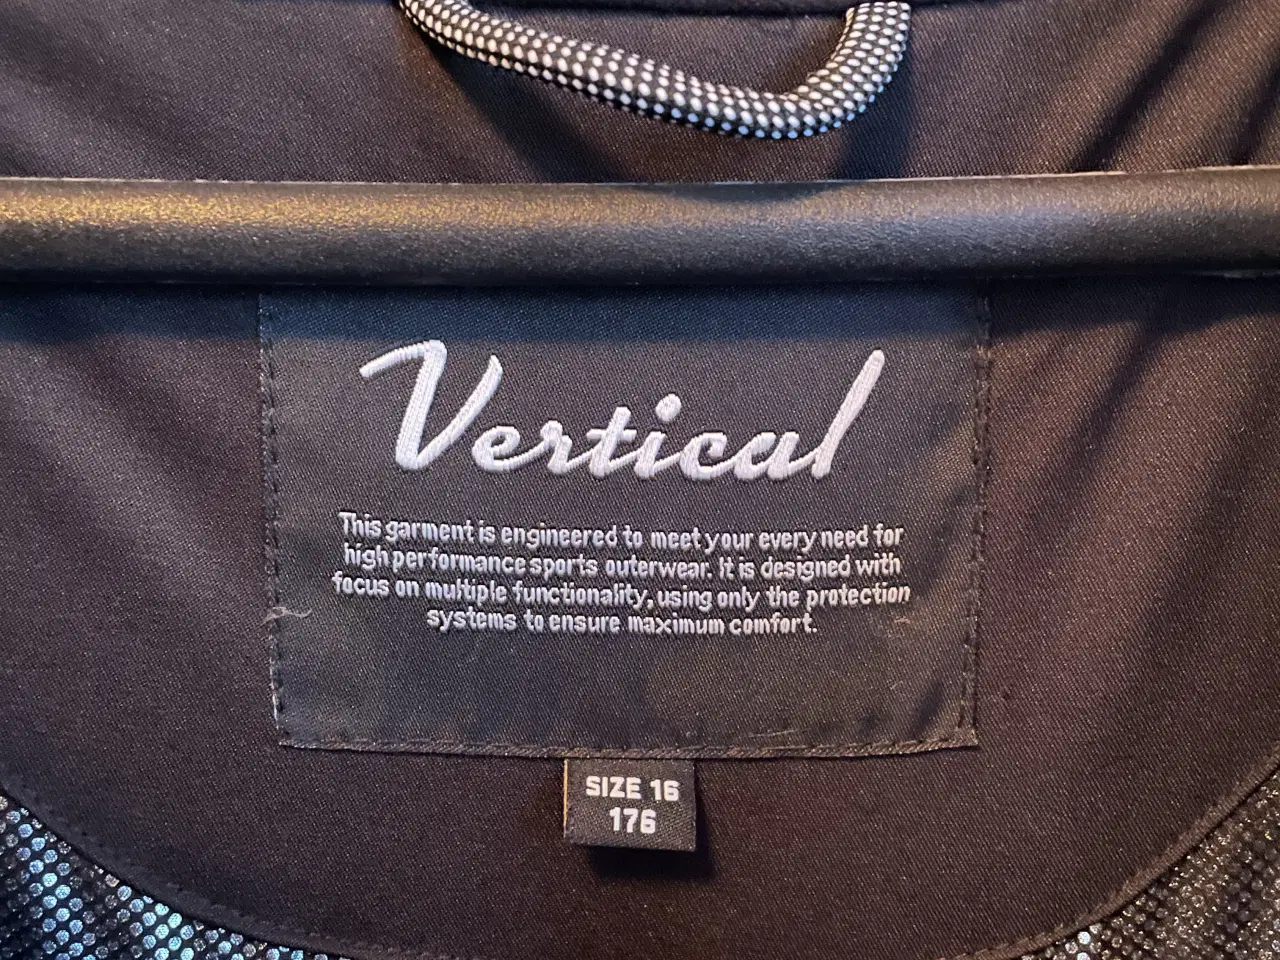 Vertical
This garment is engineered to meet your every need for
high performance sports outerwear. It is designed with
focus on multiple functionality, using only the protection
systems to ensure maximum comfort.
SIZE 16
176